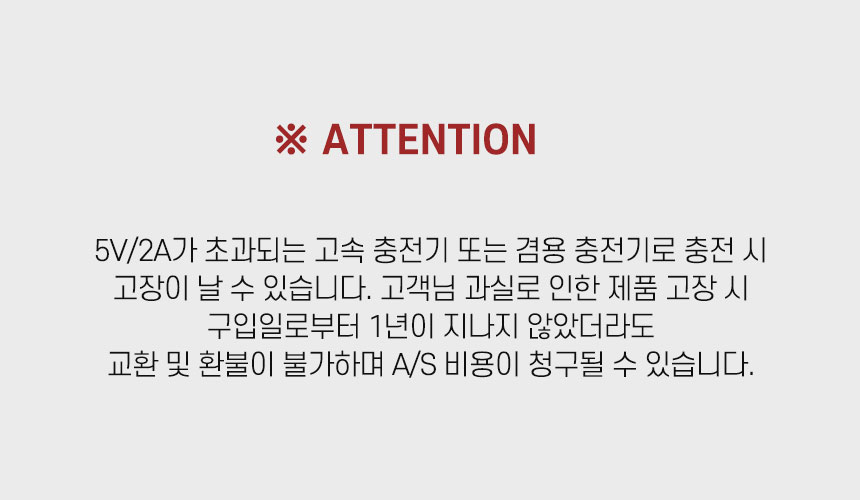 ※ ATTENTION
5V/2A가 초과되는 고속 충전기 또는 겸용 충전기로 충전 시
고장이 날 수 있습니다. 고객님 과실로 인한 제품 고장 시
구입일로부터 1년이 지나지 않았더라도
교환 및 환불이 불가하며 A/S 비용이 청구될 수 있습니다.